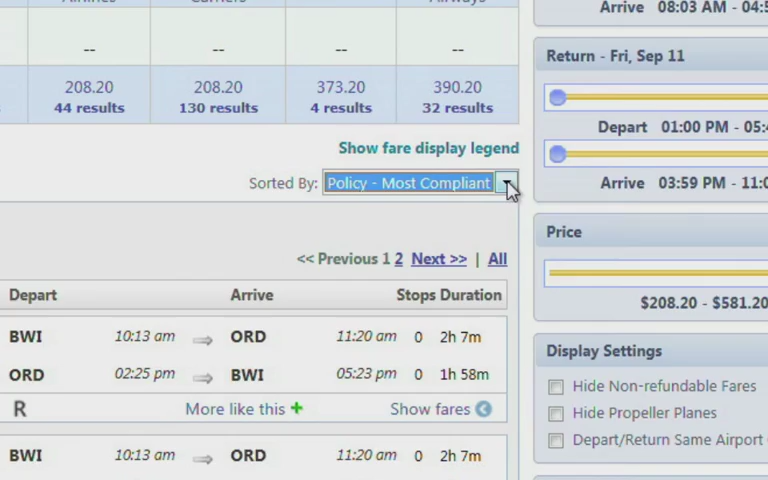 Airlines
Carriers
Airways
-- -- -- --
208.20 208.20 373.20 390.20
44 results 130 results 4 results 32 results
Show fare display legend
Sorted By: Policy - Most Compliant
<< Previous 1 2 Next >> | All
Depart Arrive Stops Duration
BWI 10:13 am ORD 11:20 am 0 2h 7m
ORD 02:25 pm BWI 05:23 pm 0 1h 58m
R More like this + Show fares
BWI 10:13 am ORD 11:20 am 0 2h 7m
Arrive 08:03 AM - 04:5
Return - Fri, Sep 11
Depart 01:00 PM - 05:4
Arrive 03:59 PM - 11:0
Price
$208.20 - $581.20
Display Settings
Hide Non-refundable Fares
Hide Propeller Planes
Depart/Return Same Airport